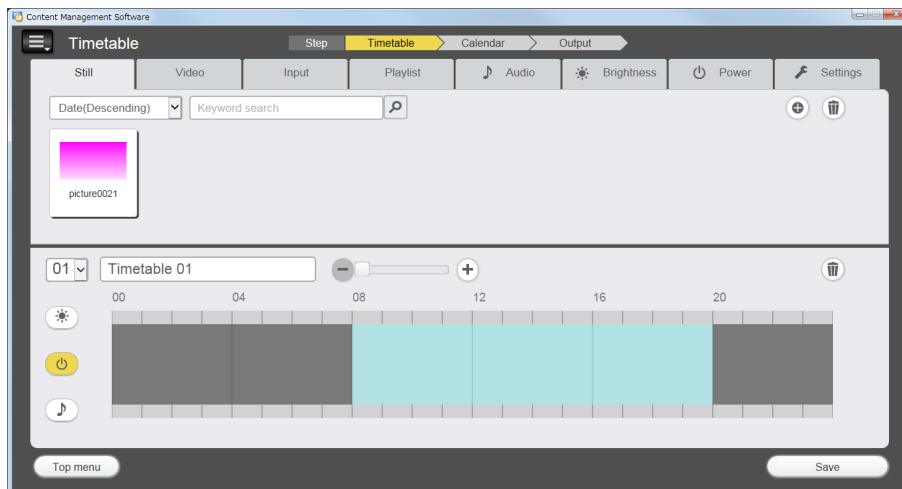 Content Management Software
Timetable
Step Timetable Calendar Output
Still Video Input Playlist Audio Brightness Power Settings
Date(Descending) Keyword search
picture0021
01 Timetable 01
00 04 08 12 16 20
Top menu Save